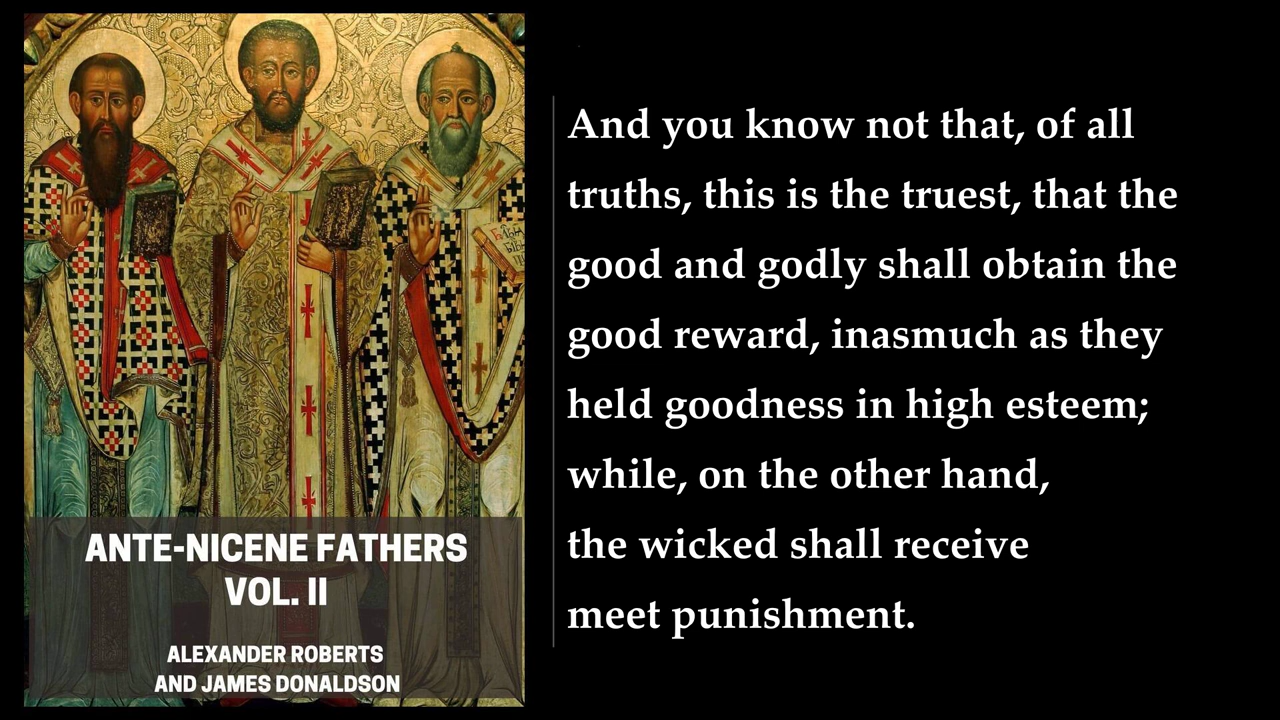 ANTE-NICENE FATHERS
VOL. II
ALEXANDER ROBERTS
AND JAMES DONALDSON
And you know not that, of all
truths, this is the truest, that the
good and godly shall obtain the
good reward, inasmuch as they
held goodness in high esteem;
while, on the other hand,
the wicked shall receive
meet punishment.